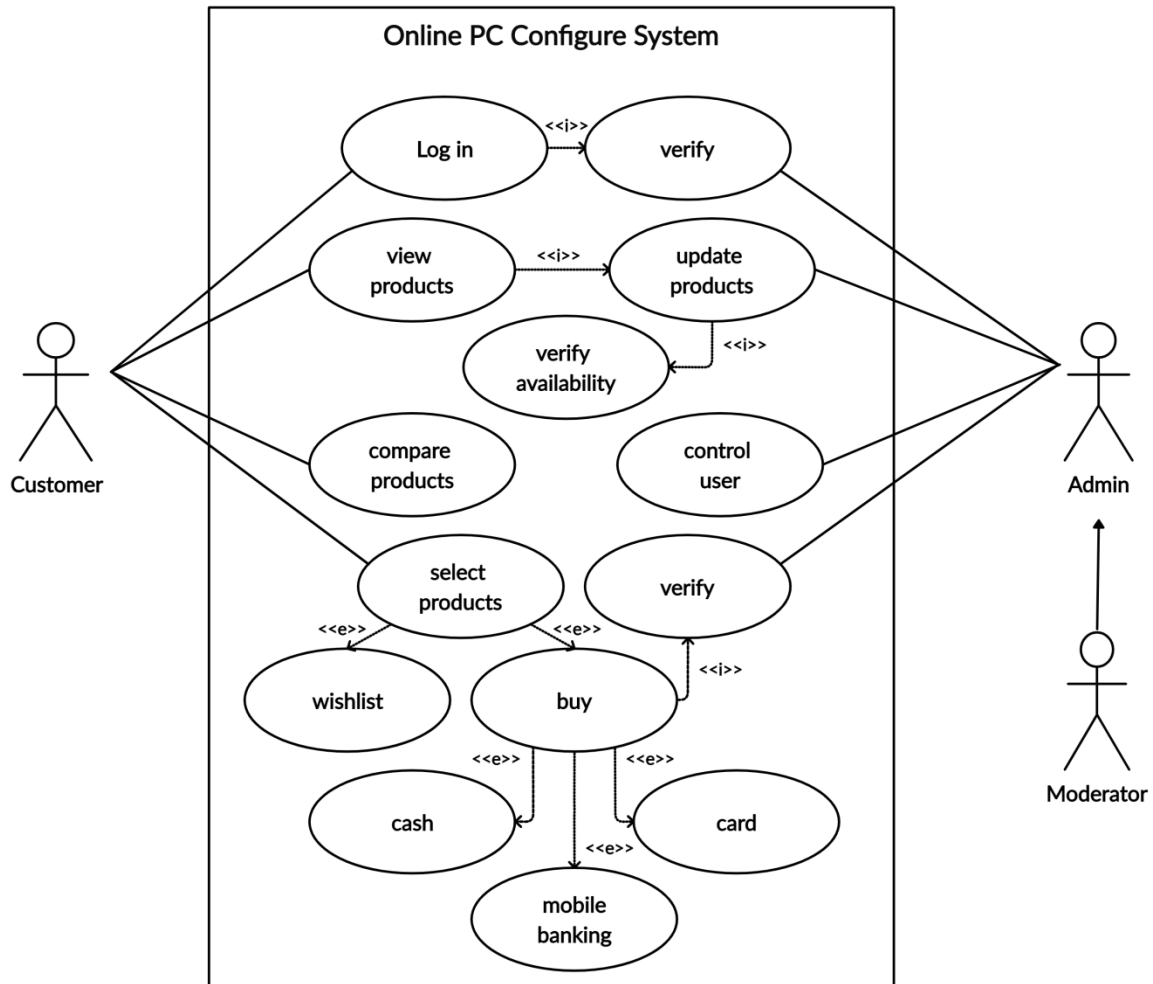 Online PC Configure System
Log in
<<i>>
verify
view
products
<<i>>
update
products
<<i>>
verify
availability
Customer
compare
products
control
user
Admin
select
products
verify
<<e>>
<<e>>
<<i>>
wishlist
buy
<<e>>
<<e>>
Moderator
cash
card
<<e>>
mobile
banking